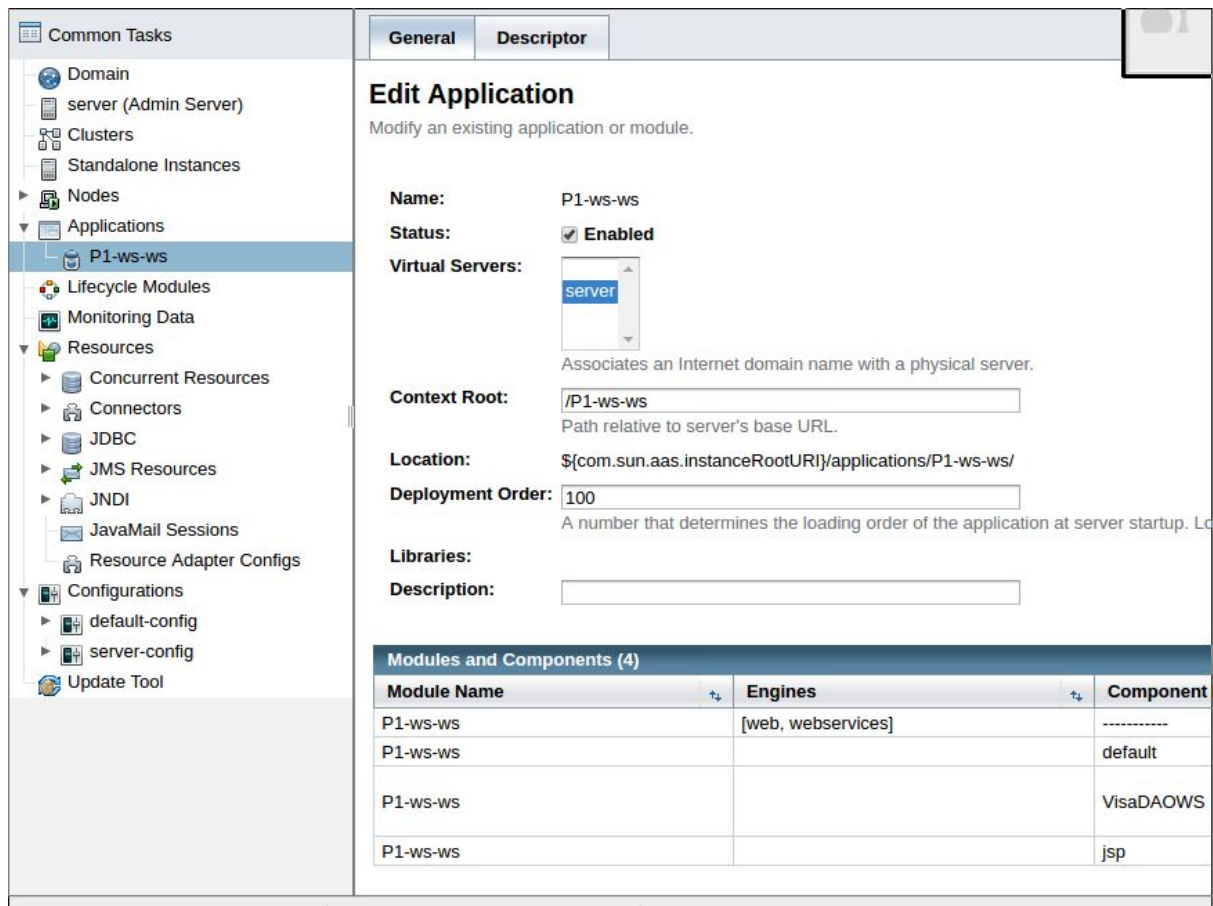 Common Tasks
Domain
server (Admin Server)
Clusters
Standalone Instances
Nodes
Applications
P1-ws-ws
Lifecycle Modules
Monitoring Data
Resources
Concurrent Resources
Connectors
JDBC
JMS Resources
JNDI
JavaMail Sessions
Resource Adapter Configs
Configurations
default-config
server-config
Update Tool
General Descriptor
Edit Application
Modify an existing application or module.
Name: P1-ws-ws
Status: Enabled
Virtual Servers: server
Associates an Internet domain name with a physical server.
Context Root: /P1-ws-ws
Path relative to server's base URL.
Location: ${com.sun.aas.instanceRootURI}/applications/P1-ws-ws/
Deployment Order: 100
A number that determines the loading order of the application at server startup. Lo
Libraries:
Description:
Modules and Components (4)
Module Name Engines Component
P1-ws-ws [web, webservices] -----------
P1-ws-ws default
P1-ws-ws VisaDAOWS
P1-ws-ws jsp